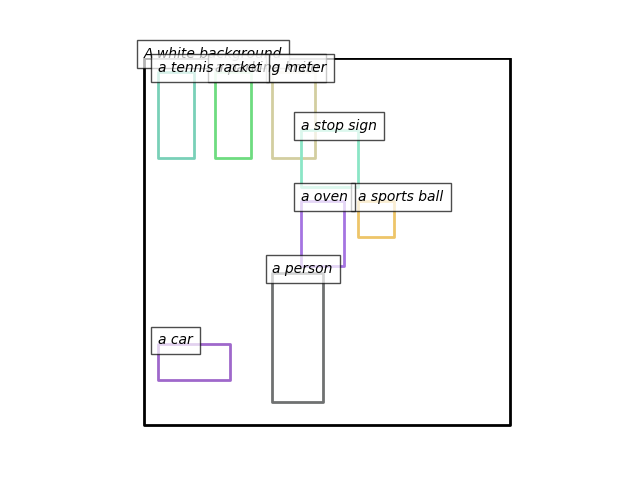 A white background
a tennis racket
meter
a stop sign
a oven
a sports ball
a person
a car